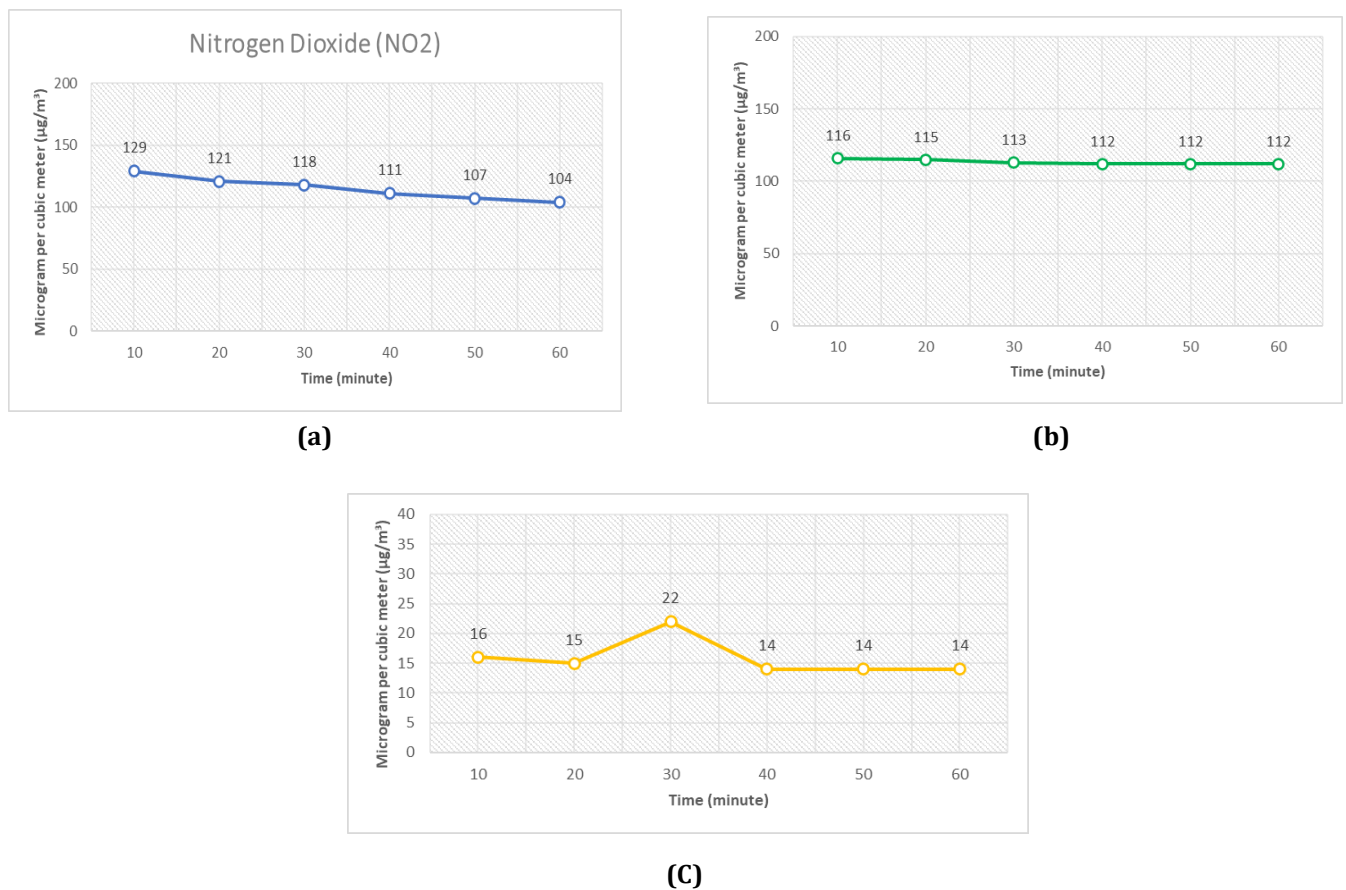 Nitrogen Dioxide (NO2)
Microgram per cubic meter (µg/m³)
200
150
100
50
0
129
121
118
111
107
104
10 20 30 40 50 60
Time (minute)
(a)
Microgram per cubic meter (µg/m³)
200
150
100
50
0
116
115
113
112
112
112
10 20 30 40 50 60
Time (minute)
(b)
Microgram per cubic meter (µg/m³)
40
35
30
25
20
15
10
5
0
16
15
22
14
14
14
10 20 30 40 50 60
Time (minute)
(C)